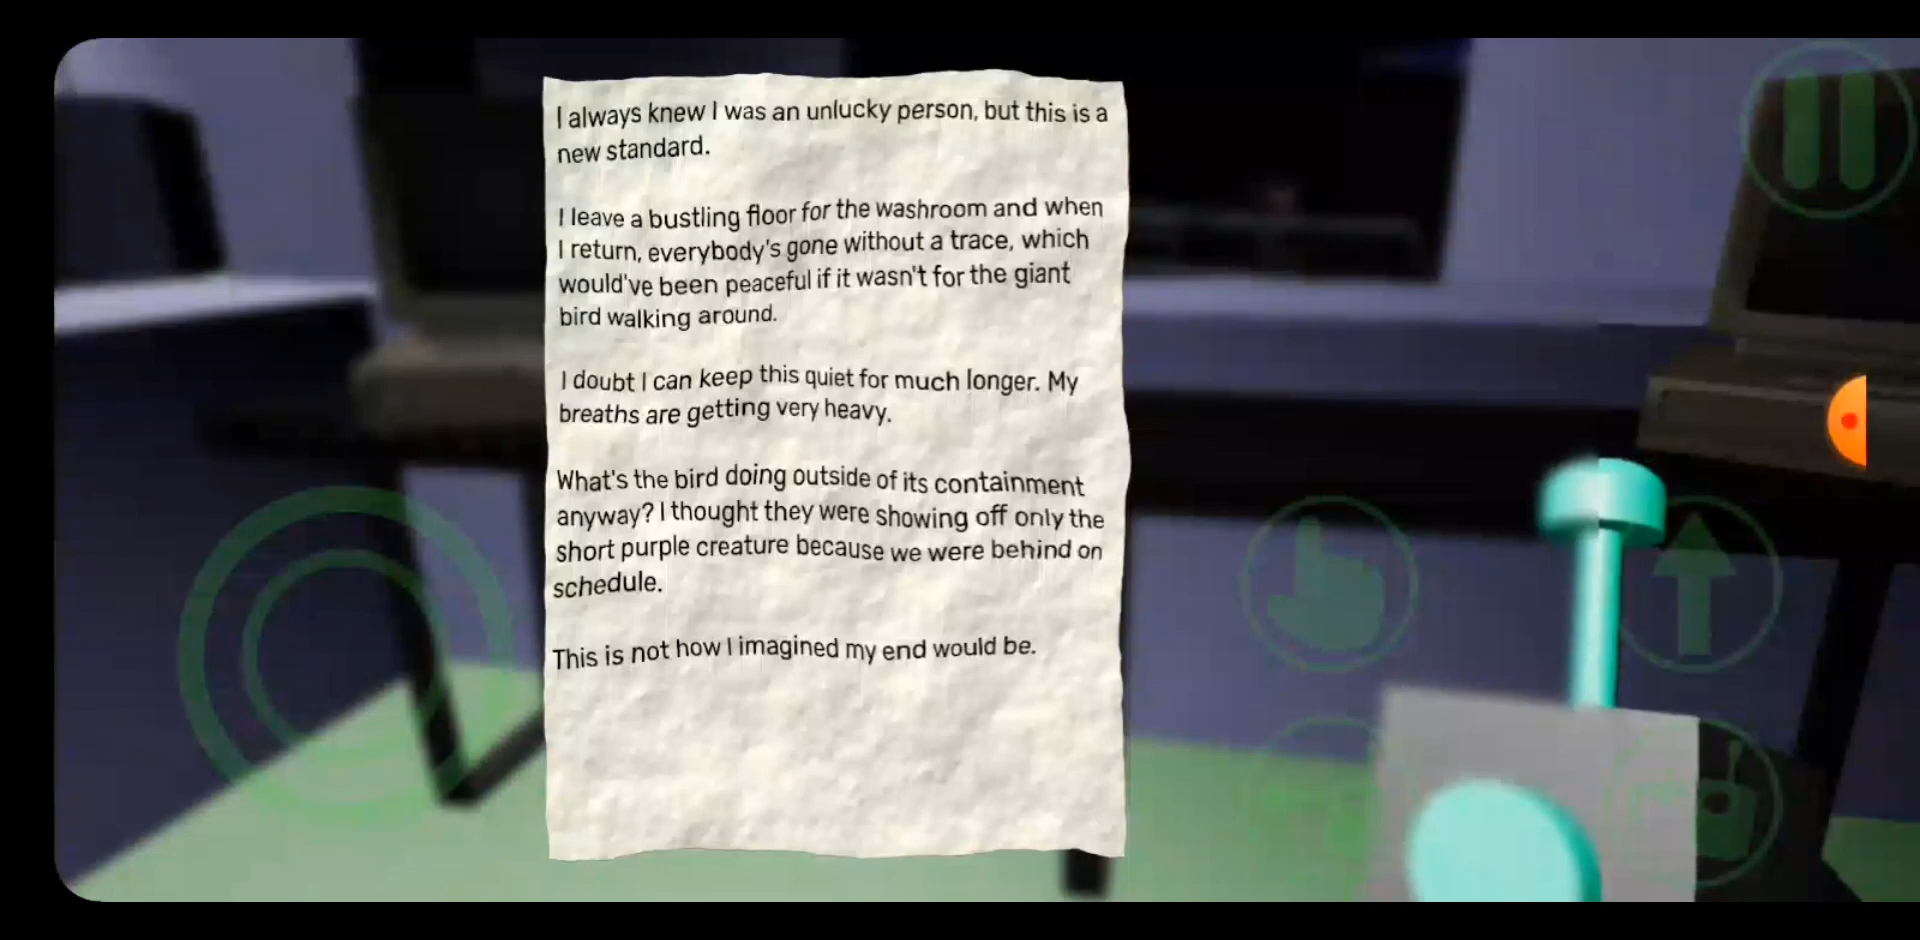 I always knew I was an unlucky person, but this is a
new standard.
I leave a bustling floor for the washroom and when
I return, everybody's gone without a trace, which
would've been peaceful if it wasn't for the giant
bird walking around.
I doubt I can keep this quiet for much longer. My
breaths are getting very heavy.
What's the bird doing outside of its containment
anyway? I thought they were showing off only the
short purple creature because we were behind on
schedule.
This is not how I imagined my end would be.